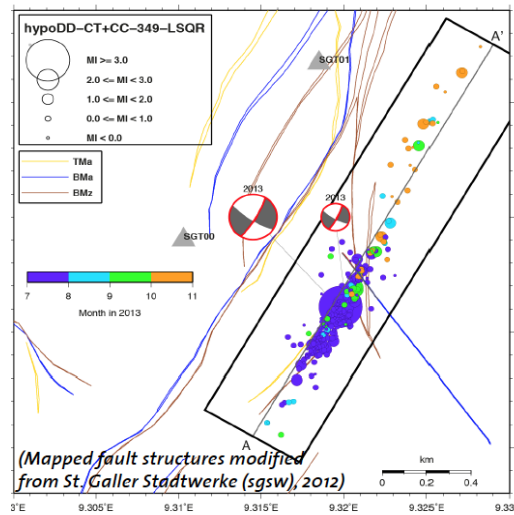 hypoDD–CT+CC–349–LSQR
Ml >= 3.0
2.0 <= Ml < 3.0
1.0 <= Ml < 2.0
0.0 <= Ml < 1.0
Ml < 0.0
TMa
BMa
BMz
SGT01
SGT00
A'
2013
2013
7 8 9 10 11
Month in 2013
A
km
0.0 0.2 0.4
(Mapped fault structures modified
from St. Galler Stadtwerke (sgsw), 2012)
9.305 9.31 9.315 9.32 9.325 9.33